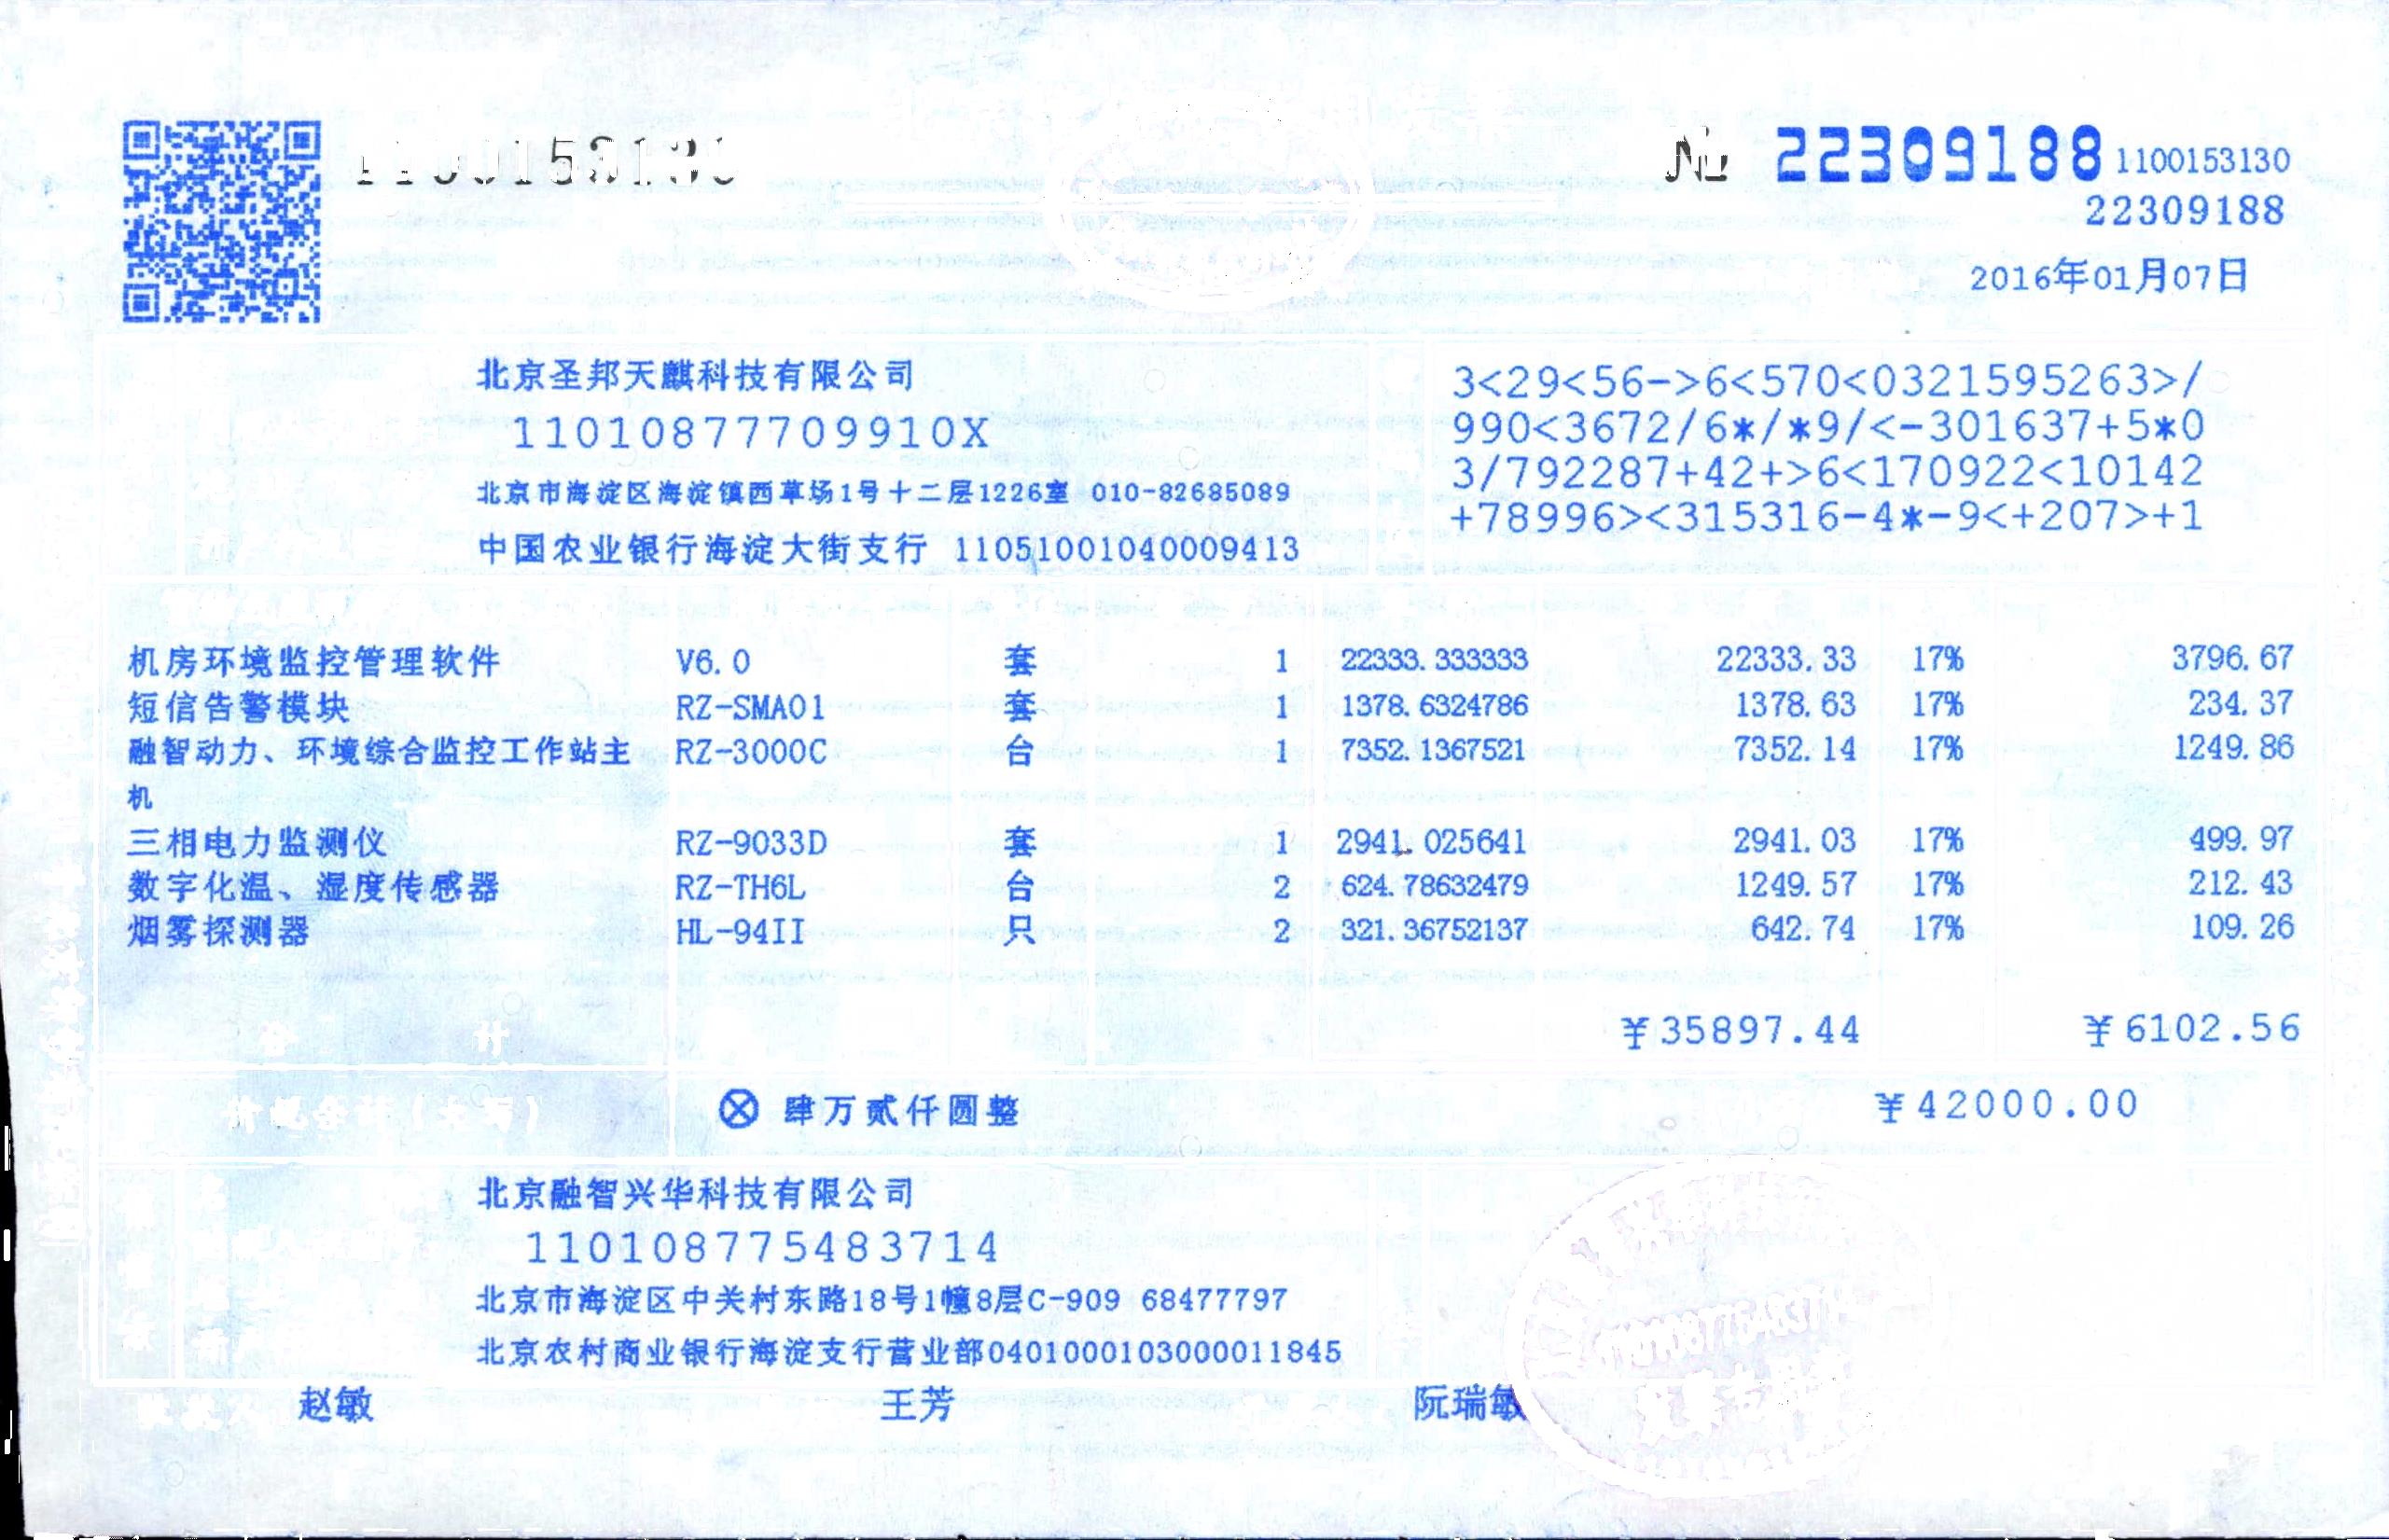 1100153130
№ 22309188 1100153130
22309188
2016年01月07日
北京圣邦天麒科技有限公司
11010877709910X
北京市海淀区海淀镇西草场1号十二层1226室 010-82685089
中国农业银行海淀大街支行 11051001040009413
3<29<56->6<570<0321595263>/
990<3672/6*/*9/<-301637+5*0
3/792287+42+>6<170922<10142
+78996><315316-4*-9<+207>+1
机房环境监控管理软件 V6.0 套 1 22333.333333 22333.33 17% 3796.67
短信告警模块 RZ-SMA01 套 1 1378.6324786 1378.63 17% 234.37
融智动力、环境综合监控工作站主 RZ-3000C 台 1 7352.1367521 7352.14 17% 1249.86
机
三相电力监测仪 RZ-9033D 套 1 2941.025641 2941.03 17% 499.97
数字化温、湿度传感器 RZ-TH6L 台 2 624.78632479 1249.57 17% 212.43
烟雾探测器 HL-94II 只 2 321.36752137 642.74 17% 109.26
合 计 ¥35897.44 ¥6102.56
价税合计(大写) ⊗ 肆万贰仟圆整 ¥42000.00
北京融智兴华科技有限公司
110108775483714
北京市海淀区中关村东路18号1幢8层C-909 68477797
北京农村商业银行海淀支行营业部0401000103000011845
赵敏 王芳 阮瑞敏
110108775483714